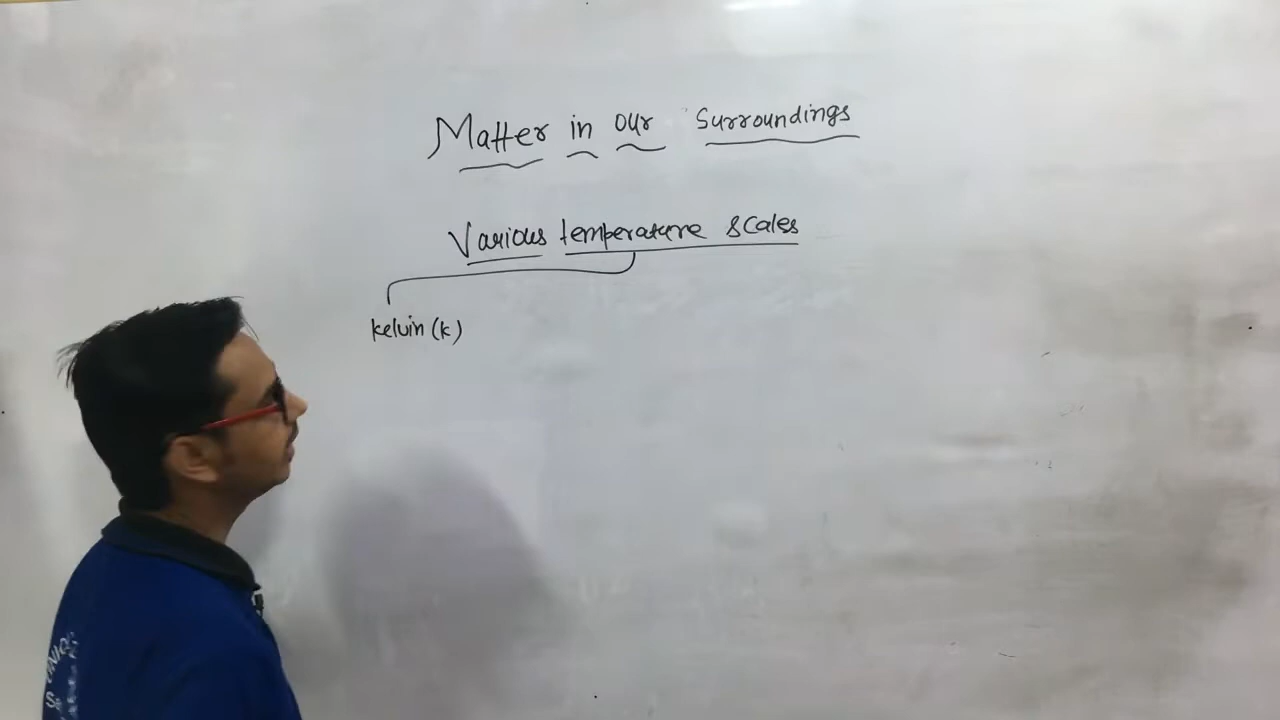 Matter in our Surroundings
Various temperature scales
kelvin (k)